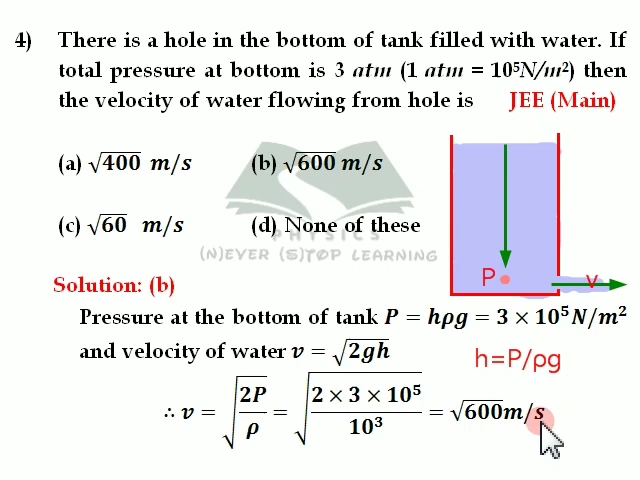 4) There is a hole in the bottom of tank filled with water. If
total pressure at bottom is 3 atm (1 atm = 10⁵N/m²) then
the velocity of water flowing from hole is JEE (Main)
(a) √400 m/s (b) √600 m/s
(c) √60 m/s (d) None of these
PHYSICS
(N)EVER (S)TOP LEARNING
P
v
Solution: (b)
Pressure at the bottom of tank P = hρg = 3 × 10⁵ N/m²
and velocity of water v = √2gh h=P/ρg
∴ v = √(2P/ρ) = √(2 × 3 × 10⁵/10³) = √600 m/s